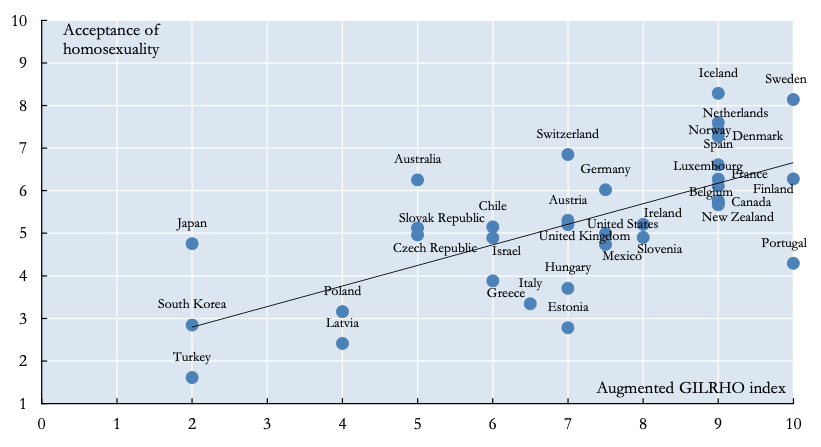 10
Acceptance of
homosexuality
9
Iceland
Sweden
8
Netherlands
Norway
Denmark
Spain
7
Switzerland
Australia
Germany
Luxembourg
France
6
Belgium
Finland
Canada
New Zealand
Japan
Slovak Republic
Chile
Austria
Ireland
United States
5
Czech Republic
Israel
United Kingdom
Mexico
Slovenia
Portugal
4
South Korea
Poland
Greece
Italy
Hungary
3
Latvia
Estonia
Turkey
2
Augmented GILRHO index
1
0 1 2 3 4 5 6 7 8 9 10